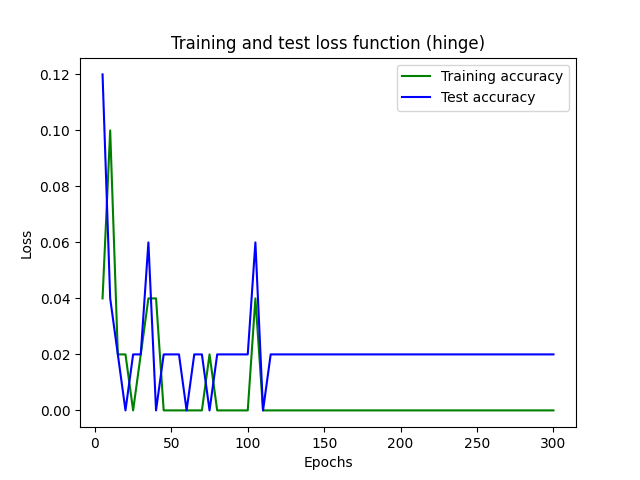 Training and test loss function (hinge)
Training accuracy
Test accuracy
0.12
0.10
0.08
0.06
0.04
0.02
0.00
Loss
0
50
100
150
200
250
300
Epochs